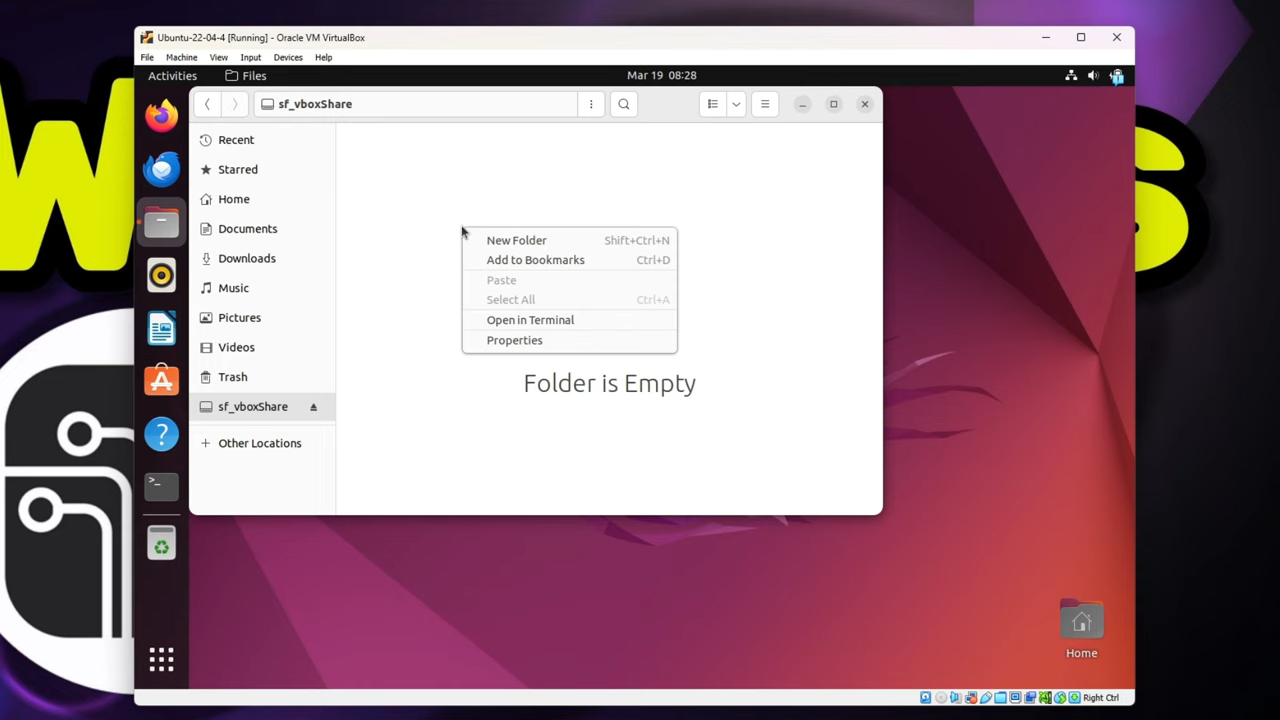 Ubuntu-22-04-4 [Running] - Oracle VM VirtualBox
File Machine View Input Devices Help
Activities Files Mar 19 08:28
sf_vboxShare
Recent
Starred
Home
Documents
Downloads
Music
Pictures
Videos
Trash
sf_vboxShare
Other Locations
New Folder Shift+Ctrl+N
Add to Bookmarks Ctrl+D
Paste
Select All Ctrl+A
Open in Terminal
Properties
Folder is Empty
Home
Right Ctrl
W
S